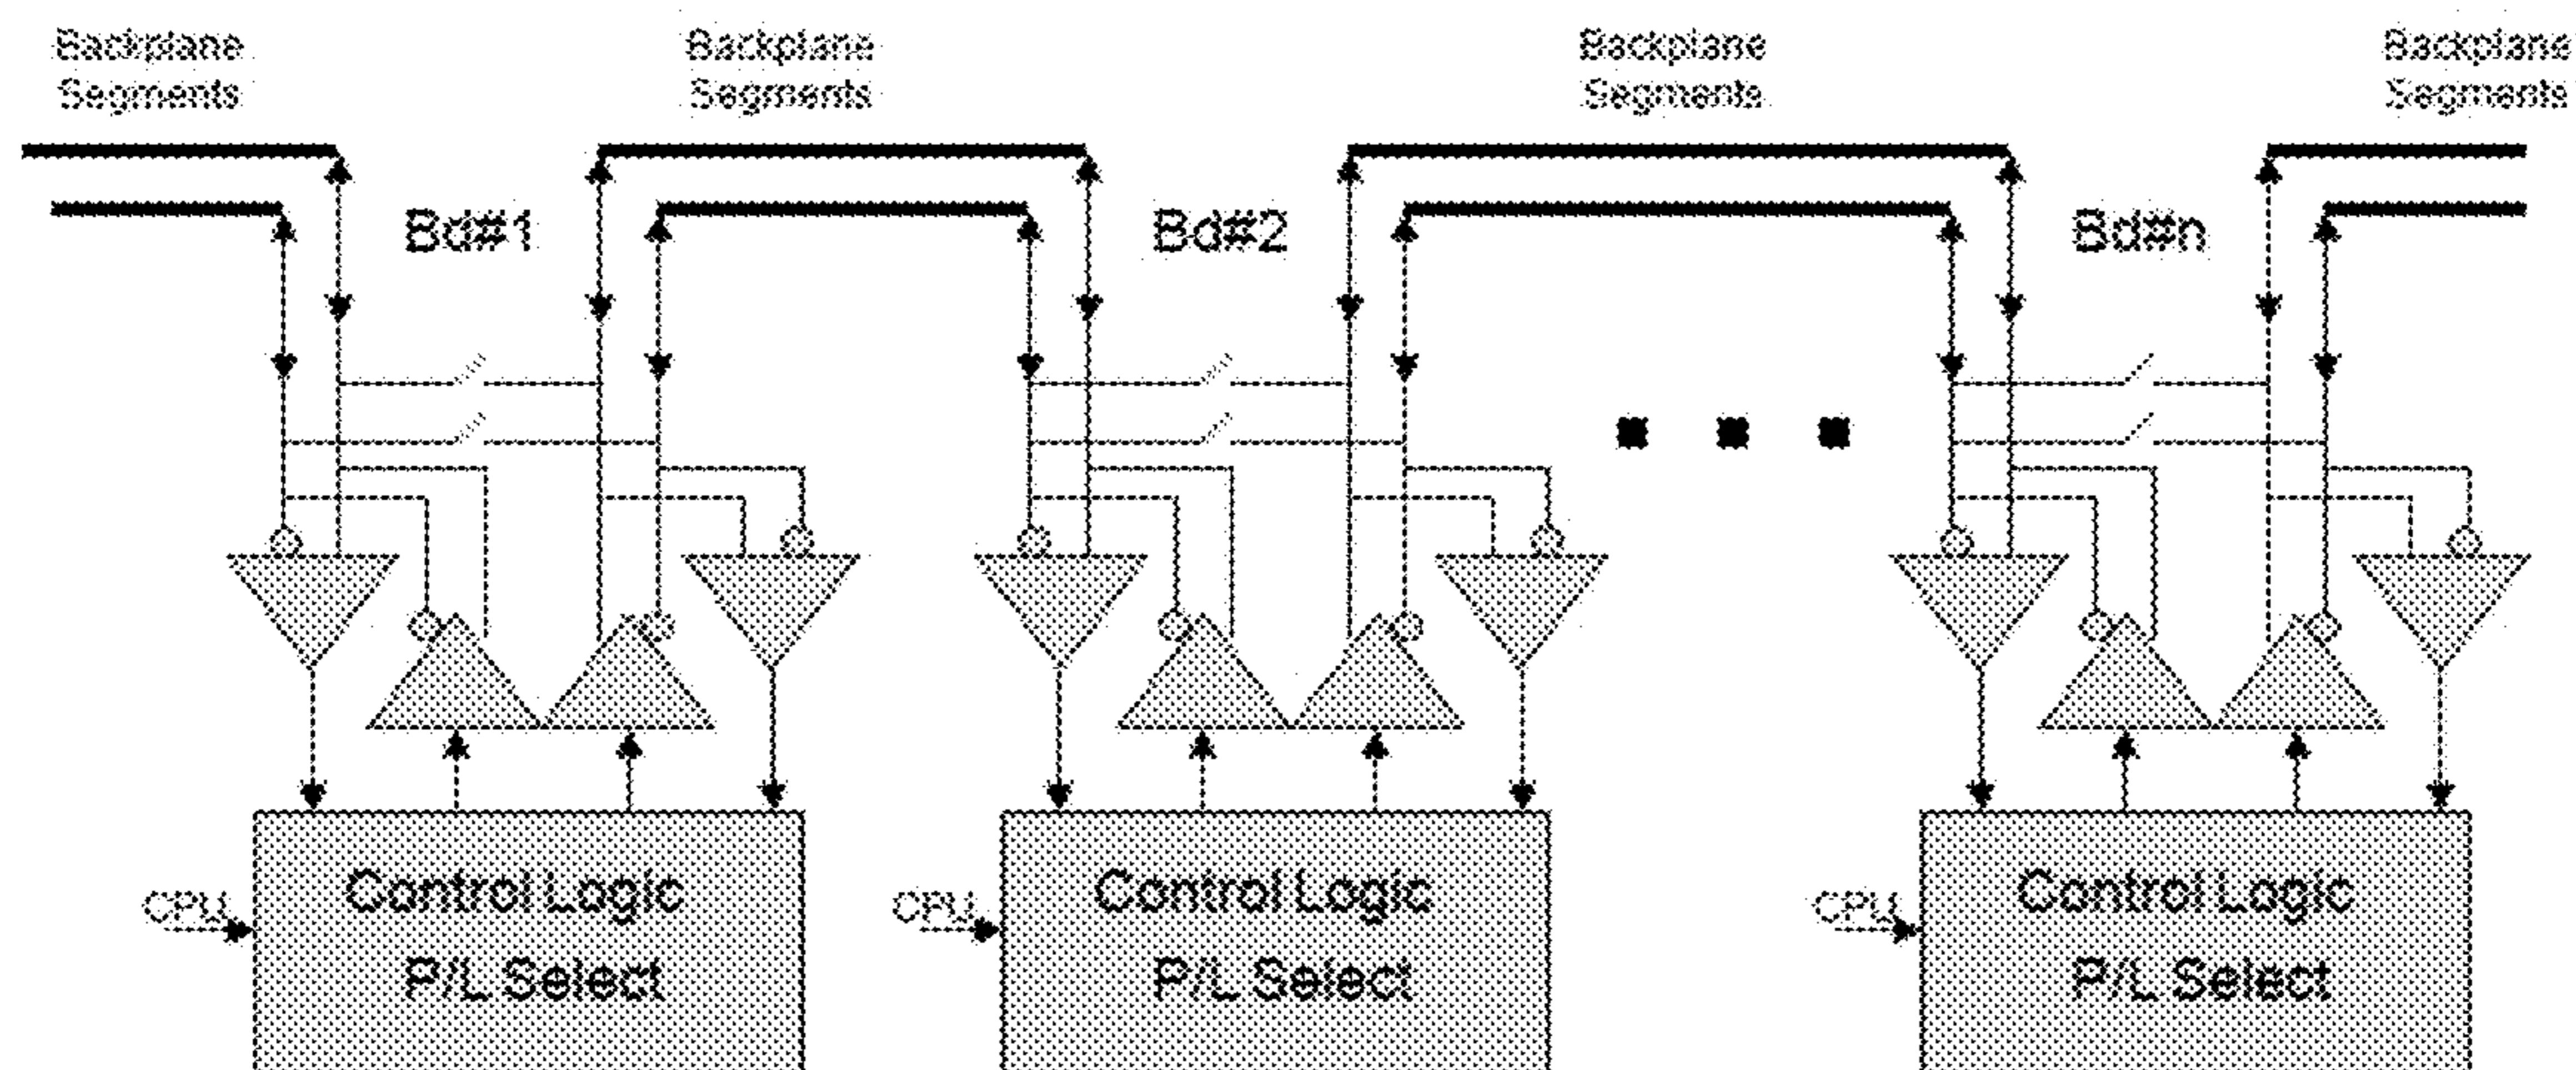 Backplane
Segments
Backplane
Segments
Backplane
Segments
Backplane
Segments
Bd#1
Bd#2
Bd#n
CPU
Control Logic
P/L Select
CPU
Control Logic
P/L Select
CPU
Control Logic
P/L Select